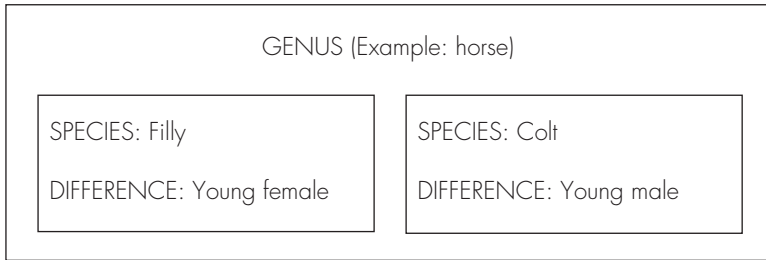 GENUS (Example: horse)
SPECIES: Filly
DIFFERENCE: Young female
SPECIES: Colt
DIFFERENCE: Young male